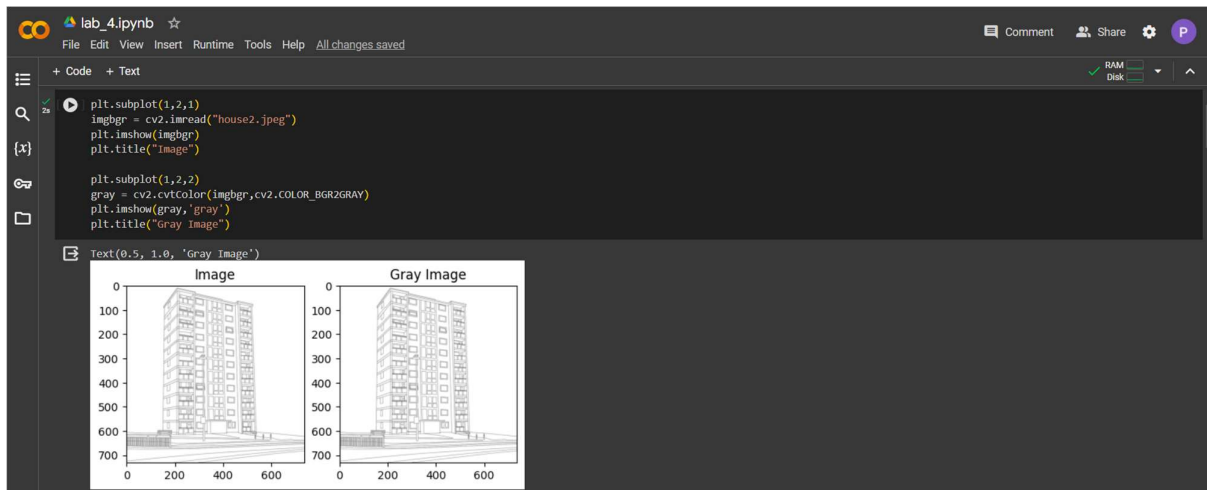 lab_4.ipynb
Comment Share P
File Edit View Insert Runtime Tools Help All changes saved
+ Code + Text
RAM
Disk
2s
{x}
plt.subplot(1,2,1)
imgbgr = cv2.imread("house2.jpeg")
plt.imshow(imgbgr)
plt.title("Image")
plt.subplot(1,2,2)
gray = cv2.cvtColor(imgbgr,cv2.COLOR_BGR2GRAY)
plt.imshow(gray,'gray')
plt.title("Gray Image")
Text(0.5, 1.0, 'Gray Image')
Image Gray Image
0 0
100 100
200 200
300 300
400 400
500 500
600 600
700 700
0 200 400 600 0 200 400 600